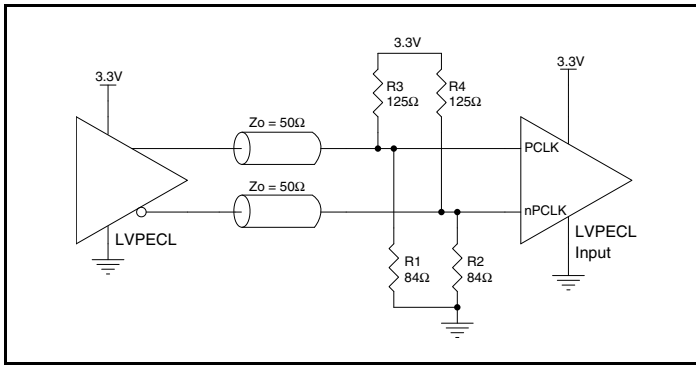 3.3V
3.3V
3.3V
R3
125Ω
R4
125Ω
Zo = 50Ω
PCLK
Zo = 50Ω
nPCLK
LVPECL
LVPECL
Input
R1
84Ω
R2
84Ω